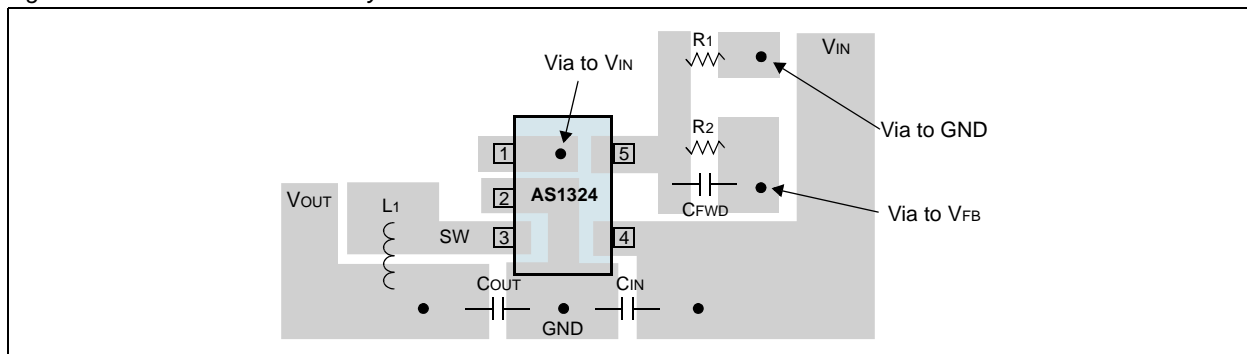 R1
VIN
Via to VIN
Via to GND
R2
1
5
AS1324
2
VOUT
L1
CFWD
Via to VFB
SW
3
4
COUT
CIN
GND